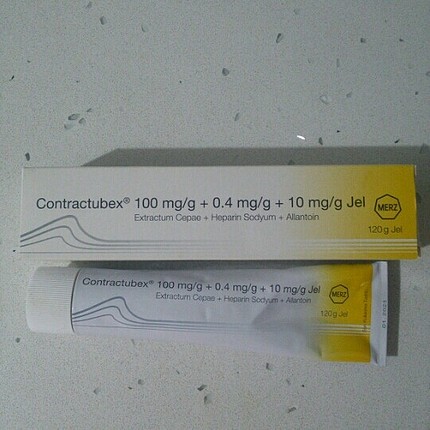 Contractubex® 100 mg/g + 0.4 mg/g + 10 mg/g Jel
Extractum Cepae + Heparin Sodyum + Allantoin
MERZ
120 g Jel
Contractubex® 100 mg/g + 0.4 mg/g + 10 mg/g Jel
Extractum Cepae + Heparin Sodyum + Allantoin
MERZ
120 g Jel